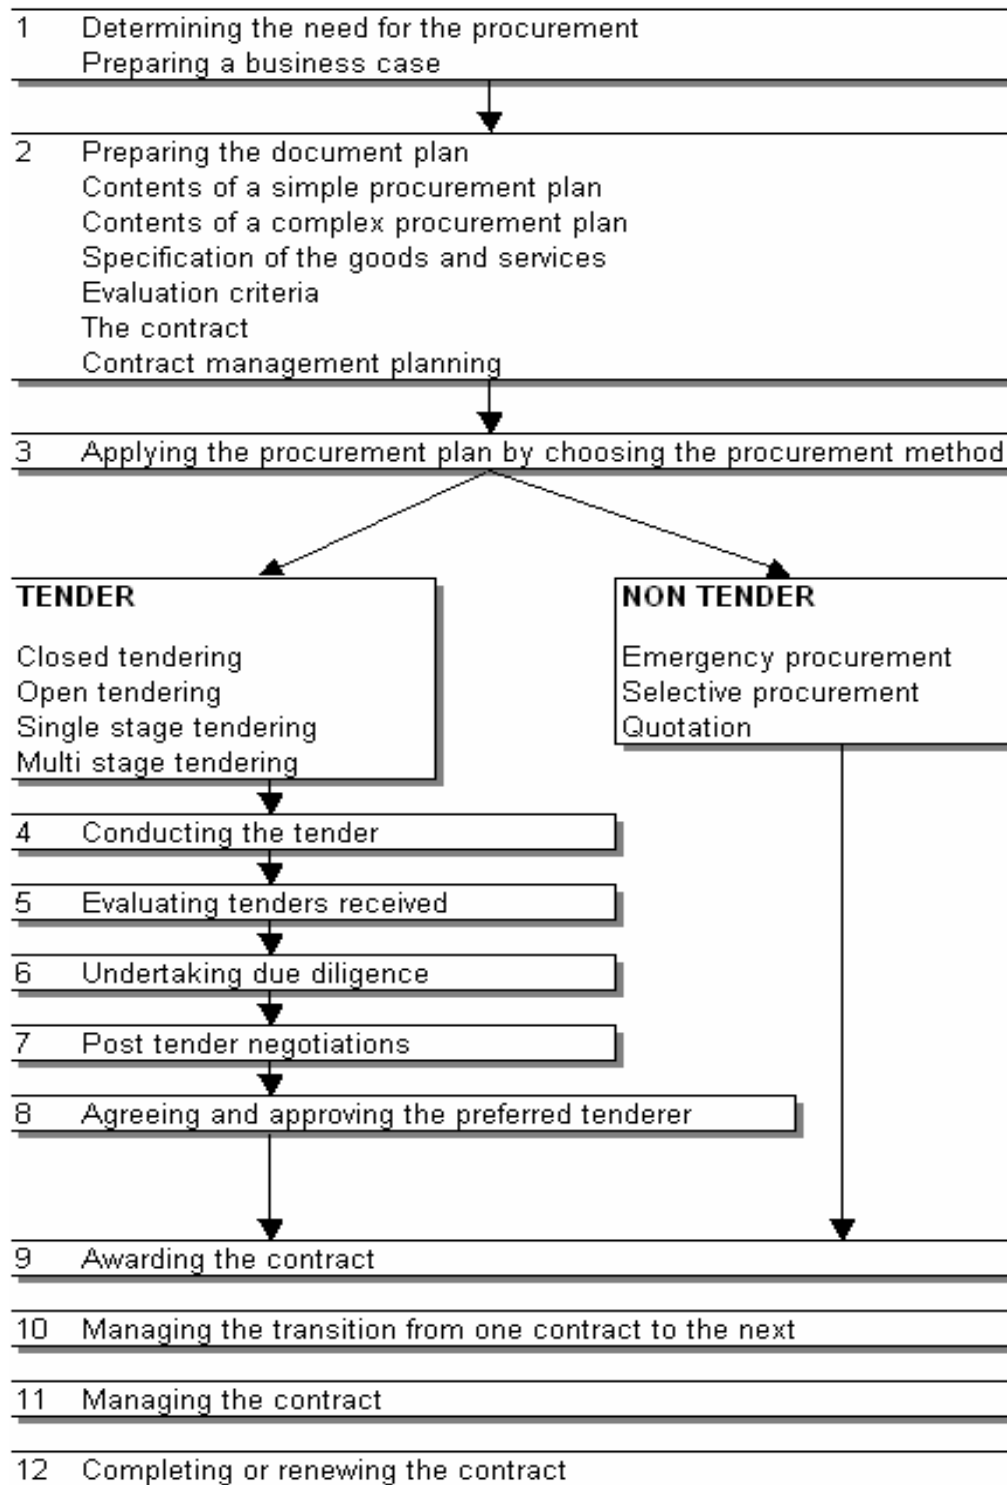 1 Determining the need for the procurement
Preparing a business case
2 Preparing the document plan
Contents of a simple procurement plan
Contents of a complex procurement plan
Specification of the goods and services
Evaluation criteria
The contract
Contract management planning
3 Applying the procurement plan by choosing the procurement method
TENDER
Closed tendering
Open tendering
Single stage tendering
Multi stage tendering
NON TENDER
Emergency procurement
Selective procurement
Quotation
4 Conducting the tender
5 Evaluating tenders received
6 Undertaking due diligence
7 Post tender negotiations
8 Agreeing and approving the preferred tenderer
9 Awarding the contract
10 Managing the transition from one contract to the next
11 Managing the contract
12 Completing or renewing the contract